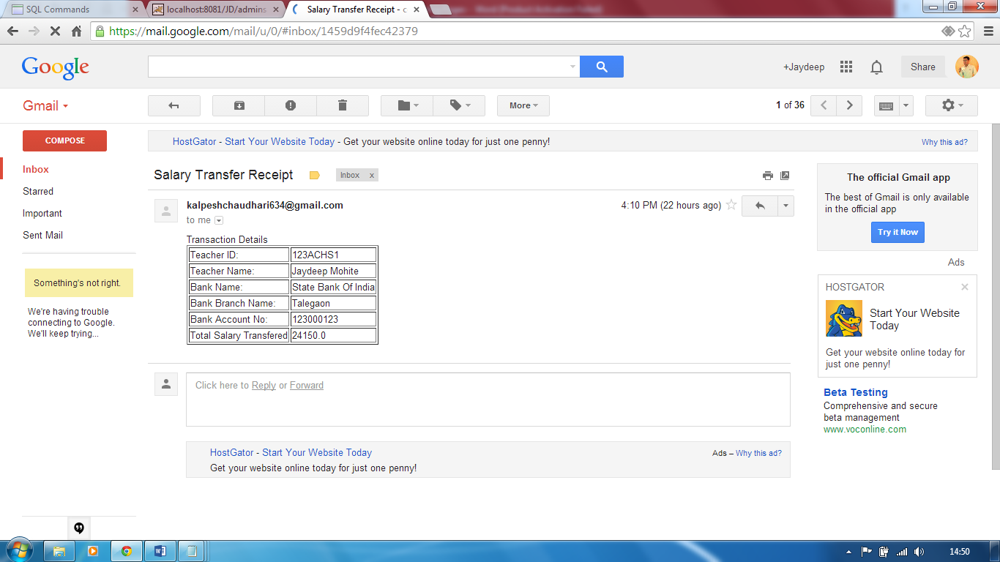 SQL Commands
localhost:8081/JD/admins
Salary Transfer Receipt - c
https://mail.google.com/mail/u/0/#inbox/1459d9f4fec42379
Google
+Jaydeep
Share
Gmail
More
1 of 36
COMPOSE
HostGator - Start Your Website Today - Get your website online today for just one penny!
Why this ad?
Inbox
Starred
Important
Sent Mail
Something's not right.
We're having trouble
connecting to Google.
We'll keep trying...
Salary Transfer Receipt
Inbox x
kalpeshchaudhari634@gmail.com
4:10 PM (22 hours ago)
to me
Transaction Details
Teacher ID: 123ACHS1
Teacher Name: Jaydeep Mohite
Bank Name: State Bank Of India
Bank Branch Name: Talegaon
Bank Account No: 123000123
Total Salary Transfered 24150.0
Click here to Reply or Forward
HostGator - Start Your Website Today
Ads – Why this ad?
Get your website online today for just one penny!
The official Gmail app
The best of Gmail is only available
in the official app
Try it Now
Ads
HOSTGATOR
Start Your Website
Today
Get your website online today for
just one penny!
Beta Testing
Comprehensive and secure
beta management
www.voconline.com
14:50